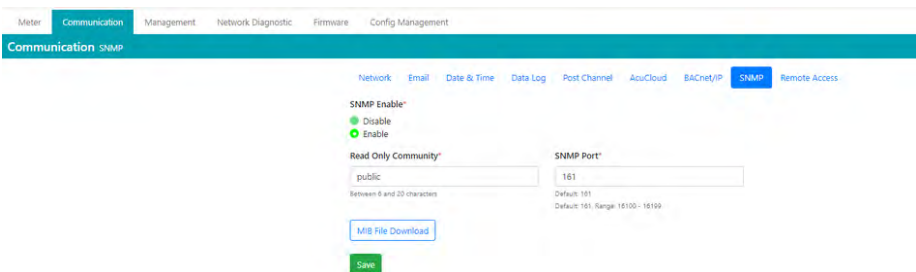 Meter Communication Management Network Diagnostic Firmware Config Management
Communication SNMP
Network Email Date & Time Data Log Post Channel AcuCloud BACnet/IP SNMP Remote Access
SNMP Enable*
Disable
Enable
Read Only Community* SNMP Port*
public 161
Between 6 and 20 characters Default: 161
Default: 161, Range: 16100 - 16199
MIB File Download
Save